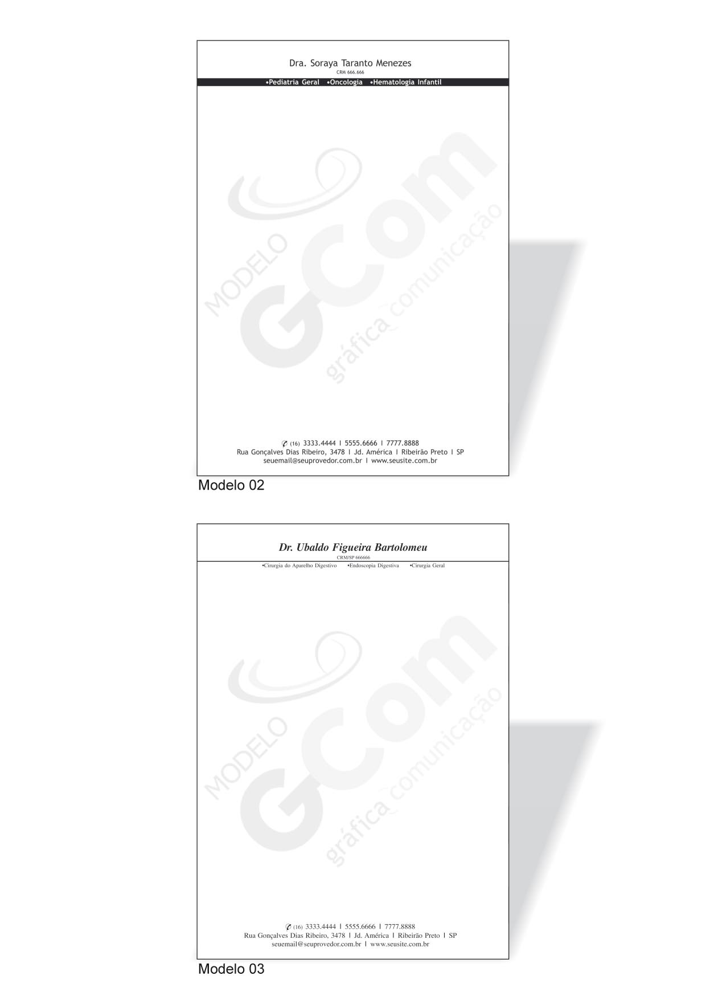 Dra. Soraya Taranto Menezes
CRM 666.666
•Pediatria Geral •Oncologia •Hematologia Infantil
MODELO
GCom
gráfica comunicação
✆ (16) 3333.4444 | 5555.6666 | 7777.8888
Rua Gonçalves Dias Ribeiro, 3478 | Jd. América | Ribeirão Preto | SP
seuemail@seuprovedor.com.br | www.seusite.com.br
Modelo 02
Dr. Ubaldo Figueira Bartolomeu
CRM/SP 666666
•Cirurgia do Aparelho Digestivo •Endoscopia Digestiva •Cirurgia Geral
MODELO
GCom
gráfica comunicação
✆ (16) 3333.4444 | 5555.6666 | 7777.8888
Rua Gonçalves Dias Ribeiro, 3478 | Jd. América | Ribeirão Preto | SP
seuemail@seuprovedor.com.br | www.seusite.com.br
Modelo 03